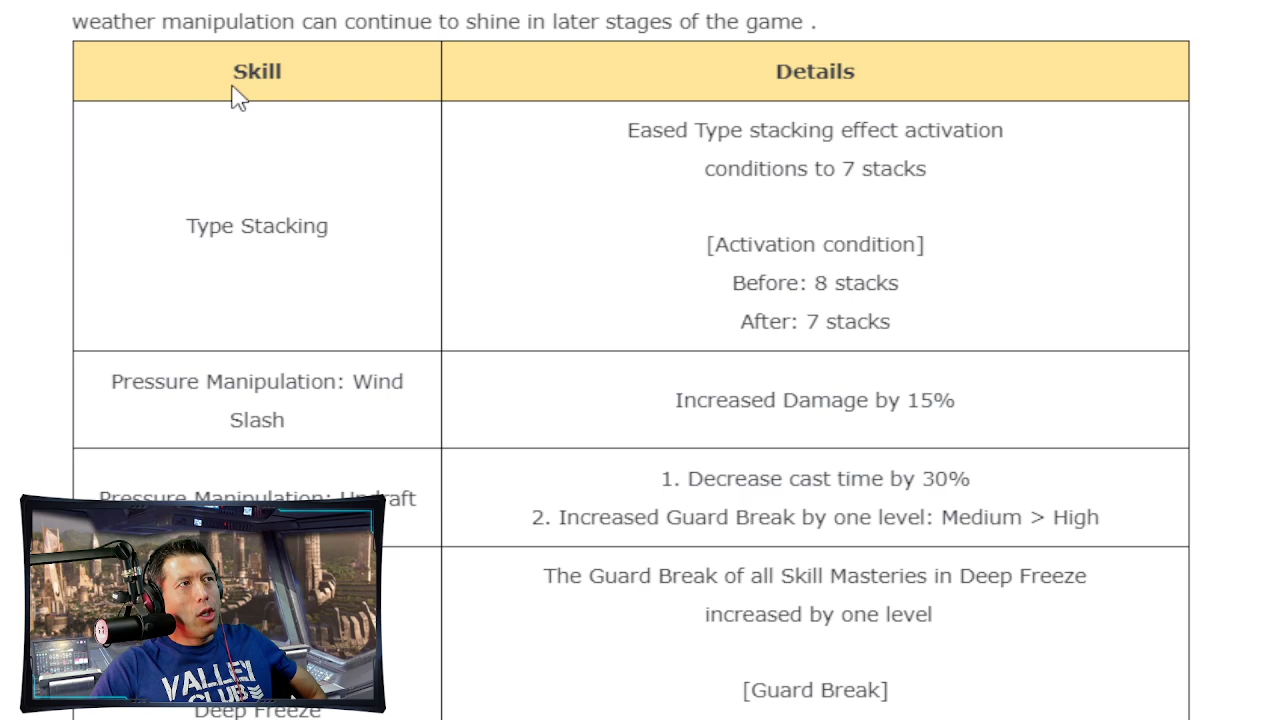 weather manipulation can continue to shine in later stages of the game .
Skill
Details
Type Stacking
Eased Type stacking effect activation
conditions to 7 stacks
[Activation condition]
Before: 8 stacks
After: 7 stacks
Pressure Manipulation: Wind
Slash
Increased Damage by 15%
Pressure Manipulation: Updraft
1. Decrease cast time by 30%
2. Increased Guard Break by one level: Medium > High
Deep Freeze
The Guard Break of all Skill Masteries in Deep Freeze
increased by one level
[Guard Break]
VALLEY
CLUB